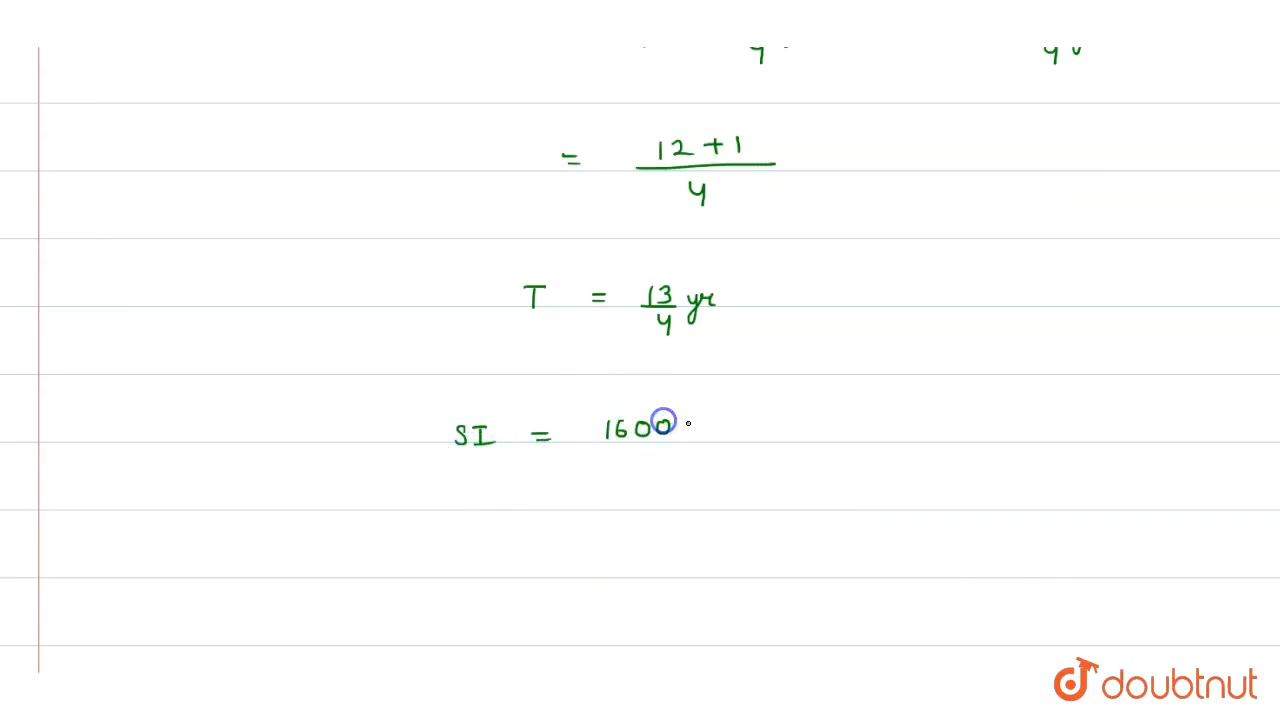 = 12 + 1
4
T = 13/4 yr
SI = 1600
doubtnut